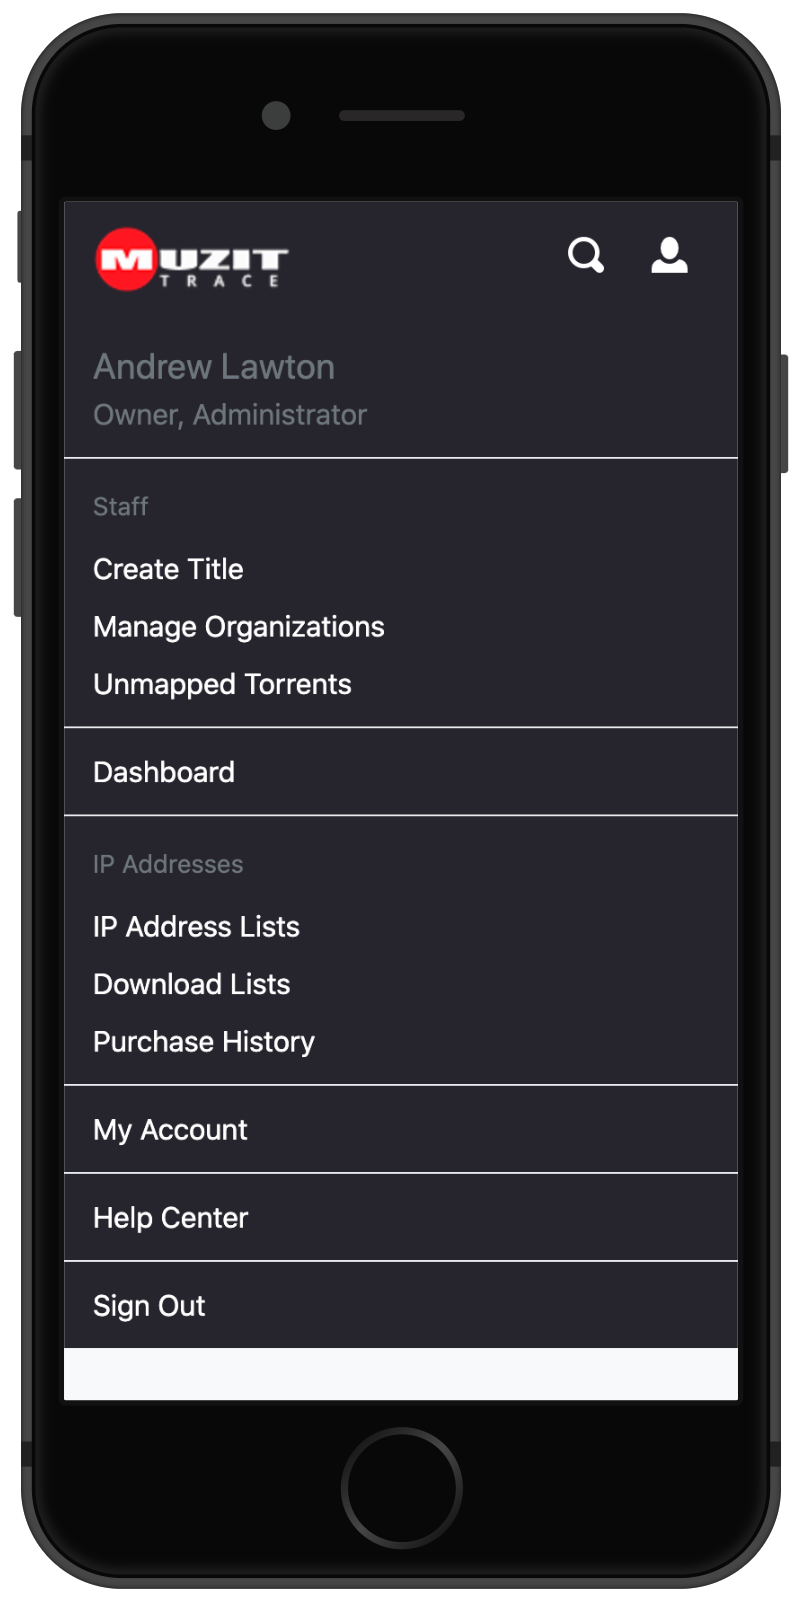 MUZIT
TRACE
Andrew Lawton
Owner, Administrator
Staff
Create Title
Manage Organizations
Unmapped Torrents
Dashboard
IP Addresses
IP Address Lists
Download Lists
Purchase History
My Account
Help Center
Sign Out